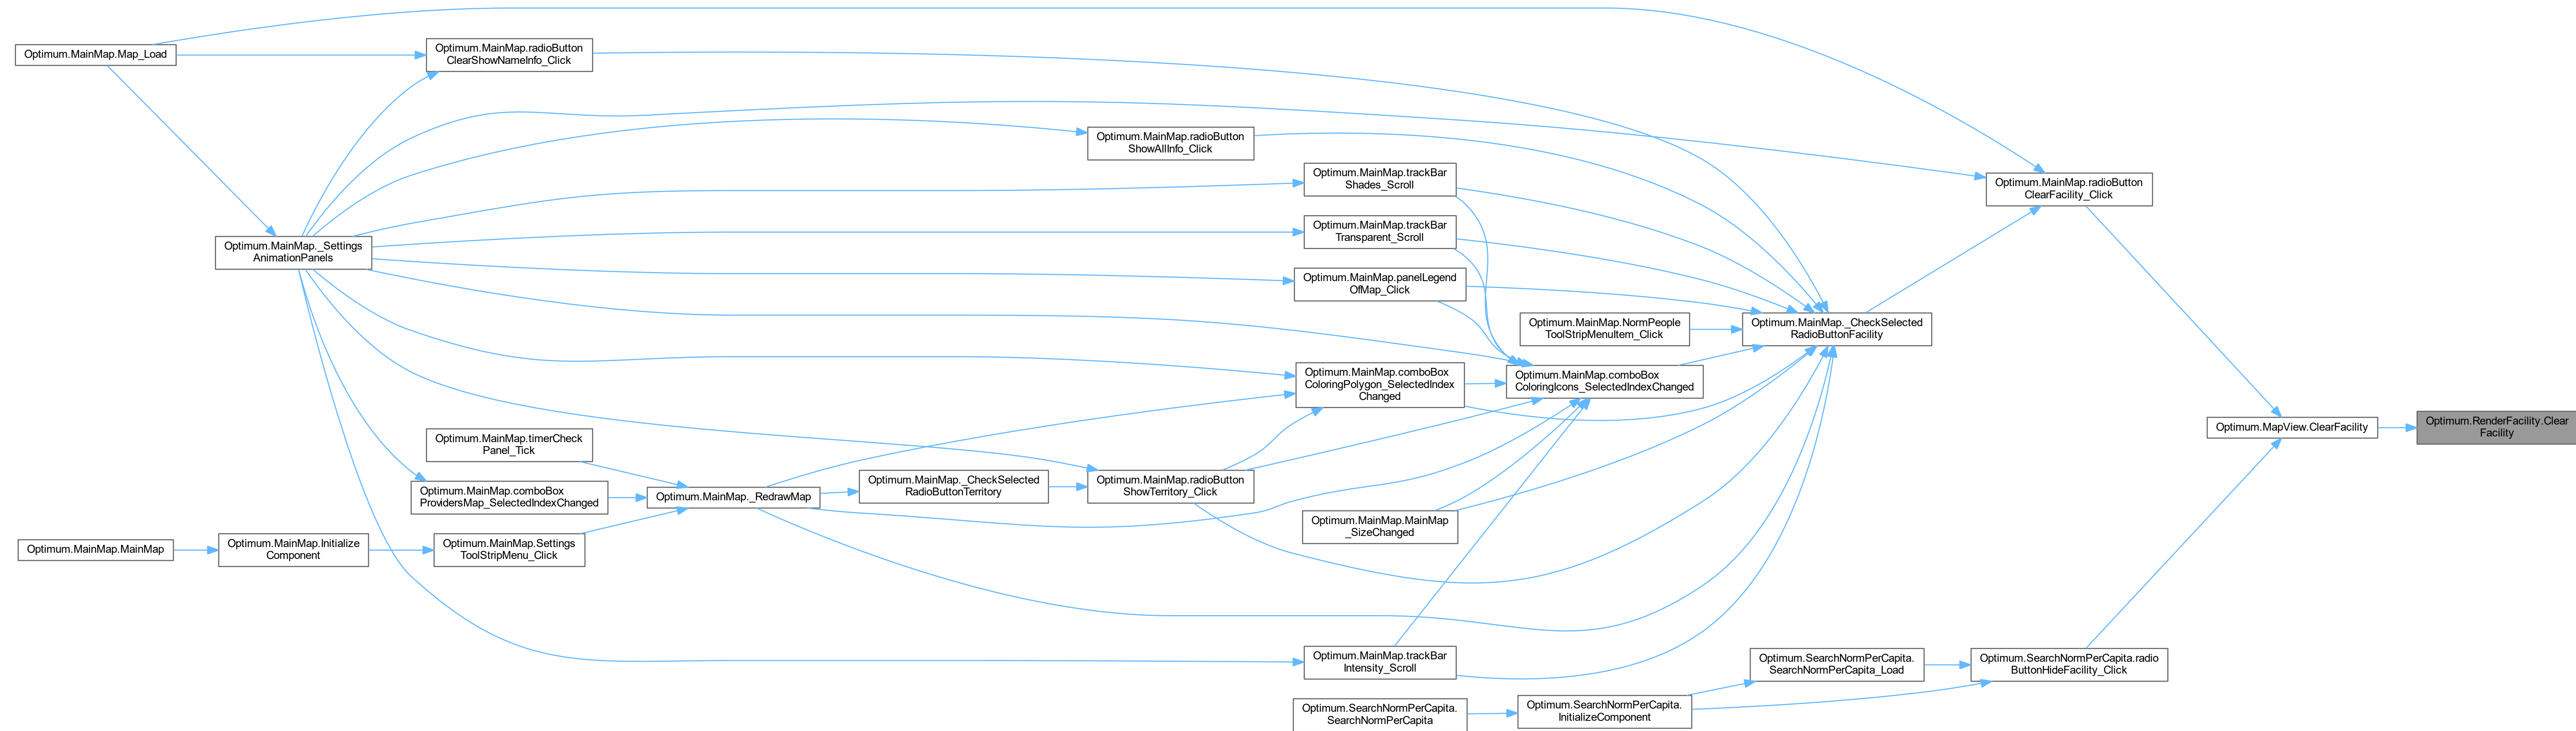 Optimum.MainMap.Map_Load
Optimum.MainMap.radioButton
ClearShowNameInfo_Click
Optimum.MainMap.radioButton
ShowAllInfo_Click
Optimum.MainMap.trackBar
Shades_Scroll
Optimum.MainMap.radioButton
ClearFacility_Click
Optimum.MainMap.trackBar
Transparent_Scroll
Optimum.MainMap._Settings
AnimationPanels
Optimum.MainMap.panelLegend
OfMap_Click
Optimum.MainMap.NormPeople
ToolStripMenuItem_Click
Optimum.MainMap._CheckSelected
RadioButtonFacility
Optimum.MainMap.comboBox
ColoringPolygon_SelectedIndex
Changed
Optimum.MainMap.comboBox
ColoringIcons_SelectedIndexChanged
Optimum.MapView.ClearFacility
Optimum.RenderFacility.Clear
Facility
Optimum.MainMap.timerCheck
Panel_Tick
Optimum.MainMap.comboBox
ProvidersMap_SelectedIndexChanged
Optimum.MainMap._RedrawMap
Optimum.MainMap._CheckSelected
RadioButtonTerritory
Optimum.MainMap.radioButton
ShowTerritory_Click
Optimum.MainMap.MainMap
_SizeChanged
Optimum.MainMap.MainMap
Optimum.MainMap.Initialize
Component
Optimum.MainMap.Settings
ToolStripMenu_Click
Optimum.MainMap.trackBar
Intensity_Scroll
Optimum.SearchNormPerCapita.
SearchNormPerCapita_Load
Optimum.SearchNormPerCapita.radio
ButtonHideFacility_Click
Optimum.SearchNormPerCapita.
SearchNormPerCapita
Optimum.SearchNormPerCapita.
InitializeComponent